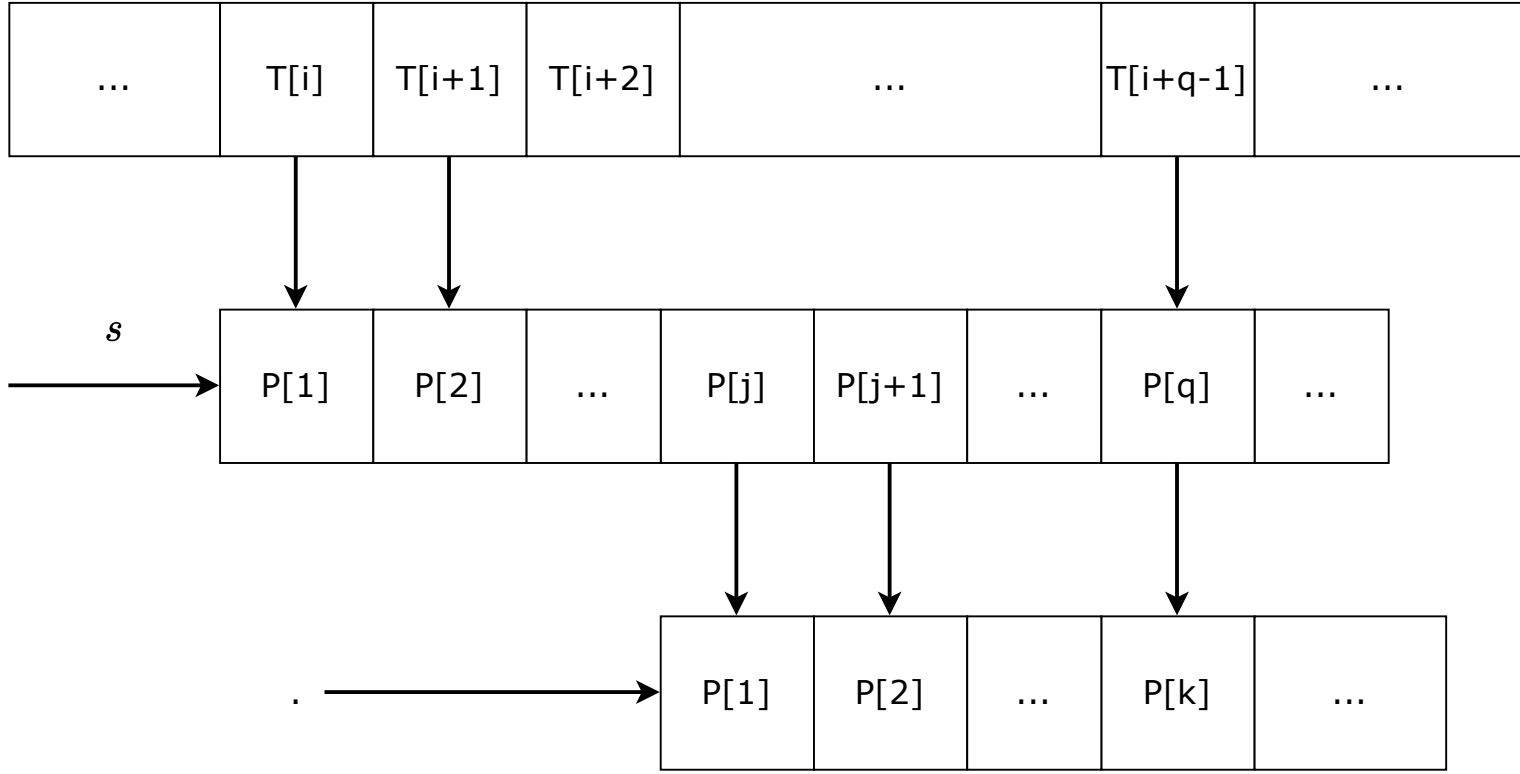 ... T[i] T[i+1] T[i+2] ... T[i+q-1] ...
s
P[1] P[2] ... P[j] P[j+1] ... P[q] ...
. P[1] P[2] ... P[k] ...